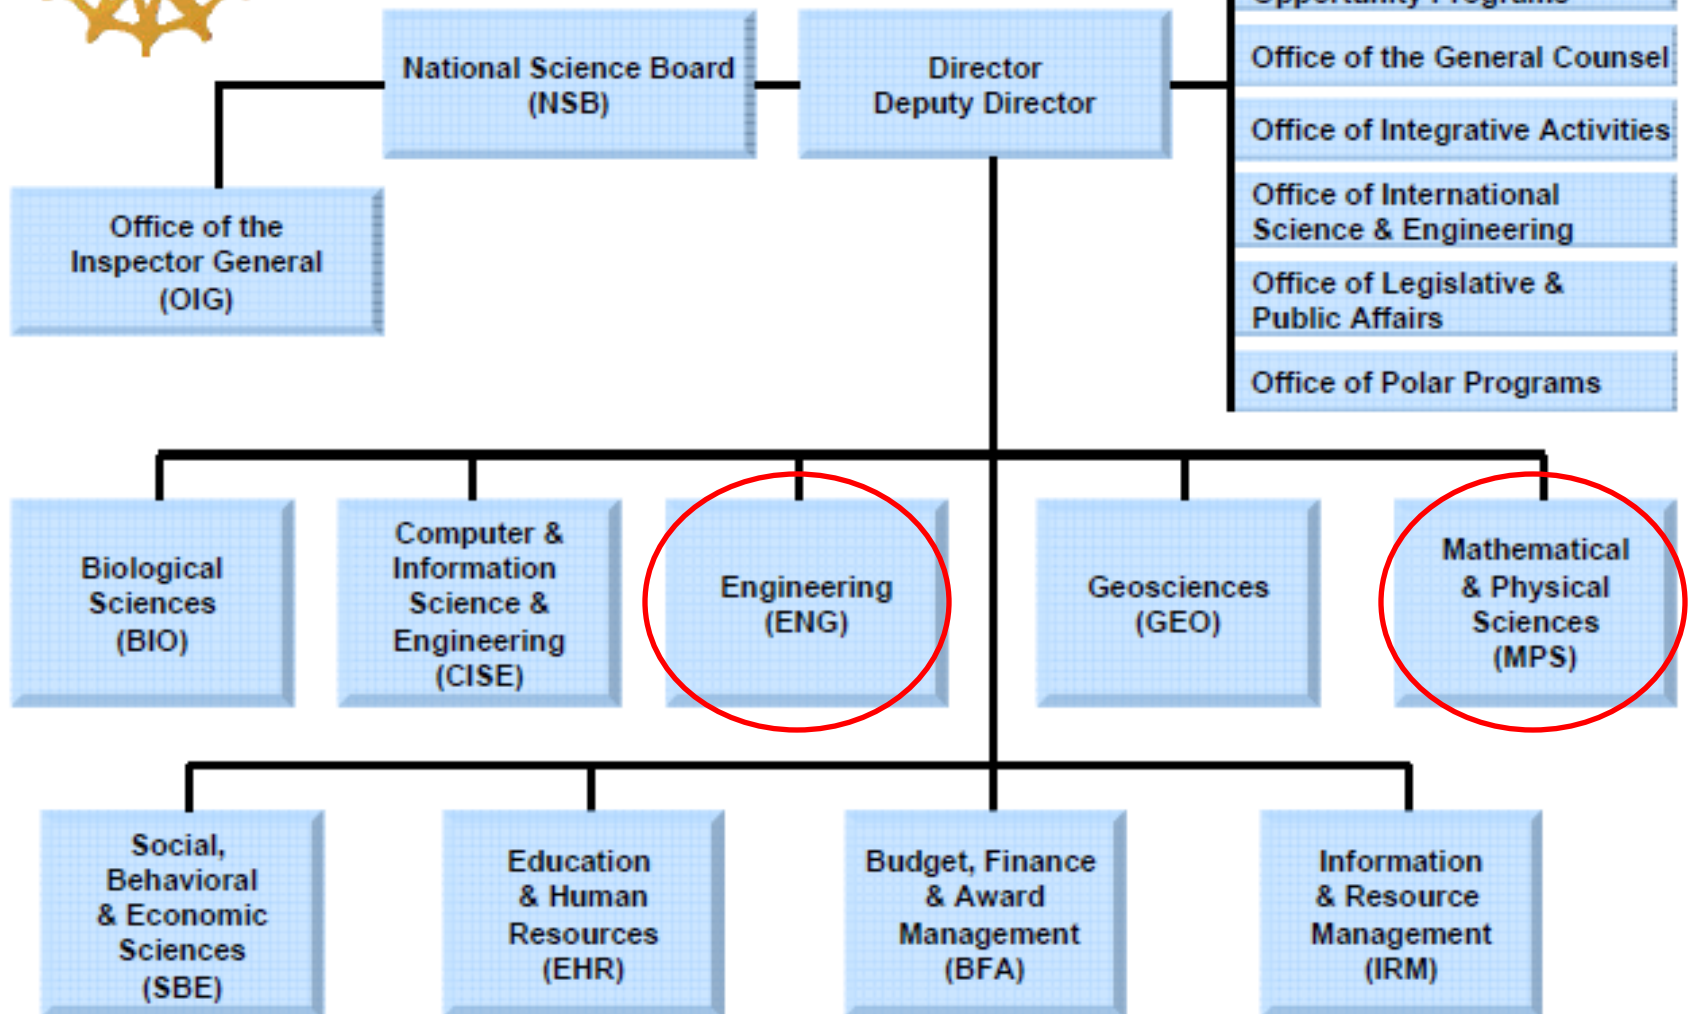 Opportunity Programs
National Science Board
(NSB)
Director
Deputy Director
Office of the General Counsel
Office of Integrative Activities
Office of International
Science & Engineering
Office of Legislative &
Public Affairs
Office of Polar Programs
Office of the
Inspector General
(OIG)
Biological
Sciences
(BIO)
Computer &
Information
Science &
Engineering
(CISE)
Engineering
(ENG)
Geosciences
(GEO)
Mathematical
& Physical
Sciences
(MPS)
Social,
Behavioral
& Economic
Sciences
(SBE)
Education
& Human
Resources
(EHR)
Budget, Finance
& Award
Management
(BFA)
Information
& Resource
Management
(IRM)